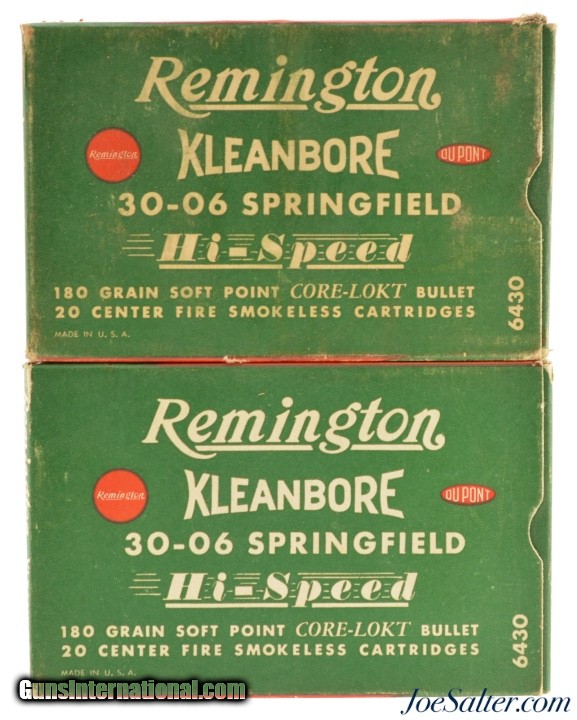 Remington
Remington
KLEANBORE
DU PONT
30-06 SPRINGFIELD
Hi-Speed
180 GRAIN SOFT POINT CORE-LOKT BULLET
20 CENTER FIRE SMOKELESS CARTRIDGES
MADE IN U. S. A.
6430
Remington
Remington
KLEANBORE
DU PONT
30-06 SPRINGFIELD
Hi-Speed
180 GRAIN SOFT POINT CORE-LOKT BULLET
20 CENTER FIRE SMOKELESS CARTRIDGES
MADE IN U. S. A.
6430
GunsInternational.com
JoeSalter.com